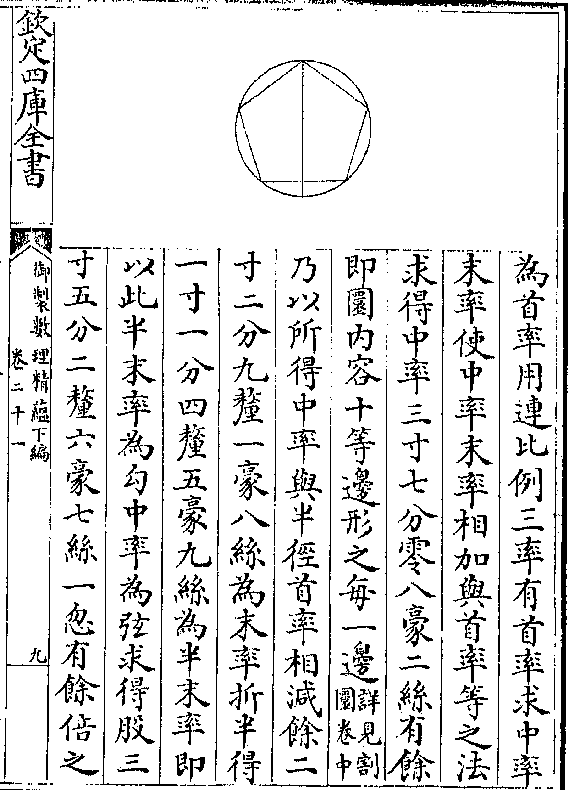 為首率用連比例三率有首率求中率
末率使中率末率相加與首率等之法
求得中率三寸七分零八豪二絲有餘
即圜内容十等邊形之每一邊詳見割圜卷中
乃以所得中率與半徑首率相減餘二
寸二分九釐一豪八絲為末率折半得
一寸一分四釐五豪九絲為半末率即
以此半末率為勾中率為弦求得股三
寸五分二釐六豪七絲一忽有餘倍之
欽定四庫全書
御製數理精蘊下編
卷二十一
九